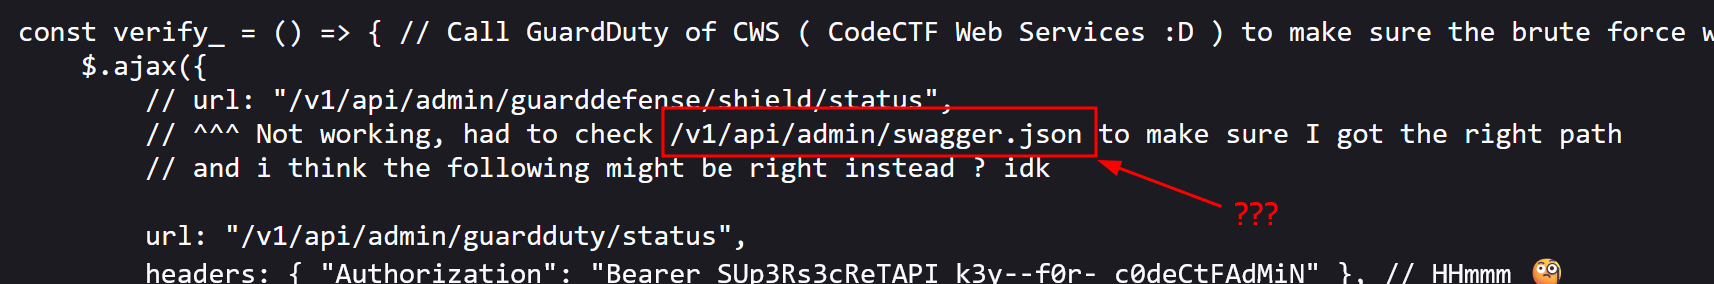 const verify_ = () => { // Call GuardDuty of CWS ( CodeCTF Web Services :D ) to make sure the brute force w
$.ajax({
// url: "/v1/api/admin/guarddefense/shield/status",
// ^^^ Not working, had to check /v1/api/admin/swagger.json to make sure I got the right path
// and i think the following might be right instead ? idk
???
url: "/v1/api/admin/guardduty/status",
headers: { "Authorization": "Bearer SUp3Rs3cReTAPI_k3y--f0r-_c0deCtFAdMiN" }, // HHmmm 🧐